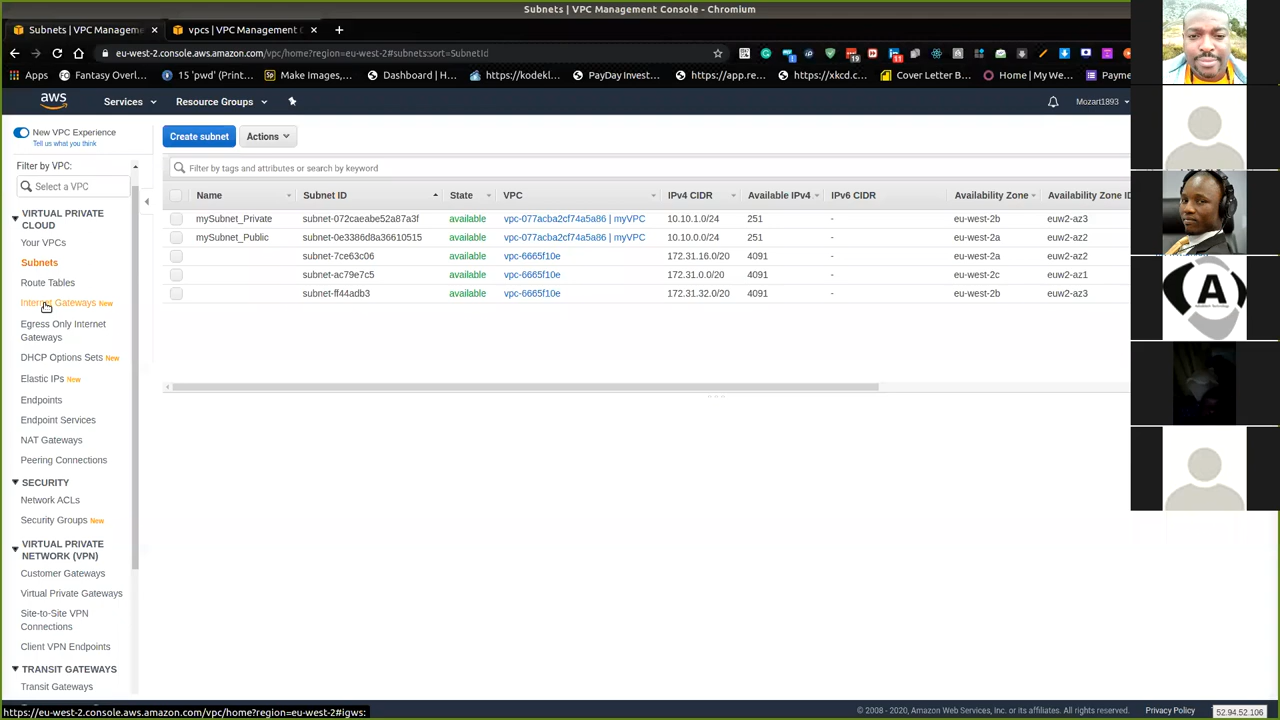 Subnets | VPC Management Console - Chromium
Subnets | VPC Manageme ×
vpcs | VPC Management C ×
eu-west-2.console.aws.amazon.com/vpc/home?region=eu-west-2#subnets:sort=SubnetId
Apps
Fantasy Overl...
15 'pwd' (Print...
Make Images...
Dashboard | H...
https://kodekl...
PayDay Invest...
https://app.re...
https://xkcd.c...
Cover Letter B...
Home | My We...
Payme
aws
Services
Resource Groups
Mozart1893
New VPC Experience
Tell us what you think
Filter by VPC:
Select a VPC
VIRTUAL PRIVATE
CLOUD
Your VPCs
Subnets
Route Tables
Internet Gateways New
Egress Only Internet
Gateways
DHCP Options Sets New
Elastic IPs New
Endpoints
Endpoint Services
NAT Gateways
Peering Connections
SECURITY
Network ACLs
Security Groups New
VIRTUAL PRIVATE
NETWORK (VPN)
Customer Gateways
Virtual Private Gateways
Site-to-Site VPN
Connections
Client VPN Endpoints
TRANSIT GATEWAYS
Transit Gateways
Create subnet
Actions
Filter by tags and attributes or search by keyword
Name Subnet ID State VPC IPv4 CIDR Available IPv4 IPv6 CIDR Availability Zone Availability Zone ID
mySubnet_Private subnet-072caeabe52a87a3f available vpc-077acba2cf74a5a86 | myVPC 10.10.1.0/24 251 - eu-west-2b euw2-az3
mySubnet_Public subnet-0e3386d8a36610515 available vpc-077acba2cf74a5a86 | myVPC 10.10.0.0/24 251 - eu-west-2a euw2-az2
subnet-7ce63c06 available vpc-6665f10e 172.31.16.0/20 4091 - eu-west-2a euw2-az2
subnet-ac79e7c5 available vpc-6665f10e 172.31.0.0/20 4091 - eu-west-2c euw2-az1
subnet-ff44adb3 available vpc-6665f10e 172.31.32.0/20 4091 - eu-west-2b euw2-az3
A
https://eu-west-2.console.aws.amazon.com/vpc/home?region=eu-west-2#igws:
© 2008 - 2020, Amazon Web Services, Inc. or its affiliates. All rights reserved.
Privacy Policy
52.94.52.106